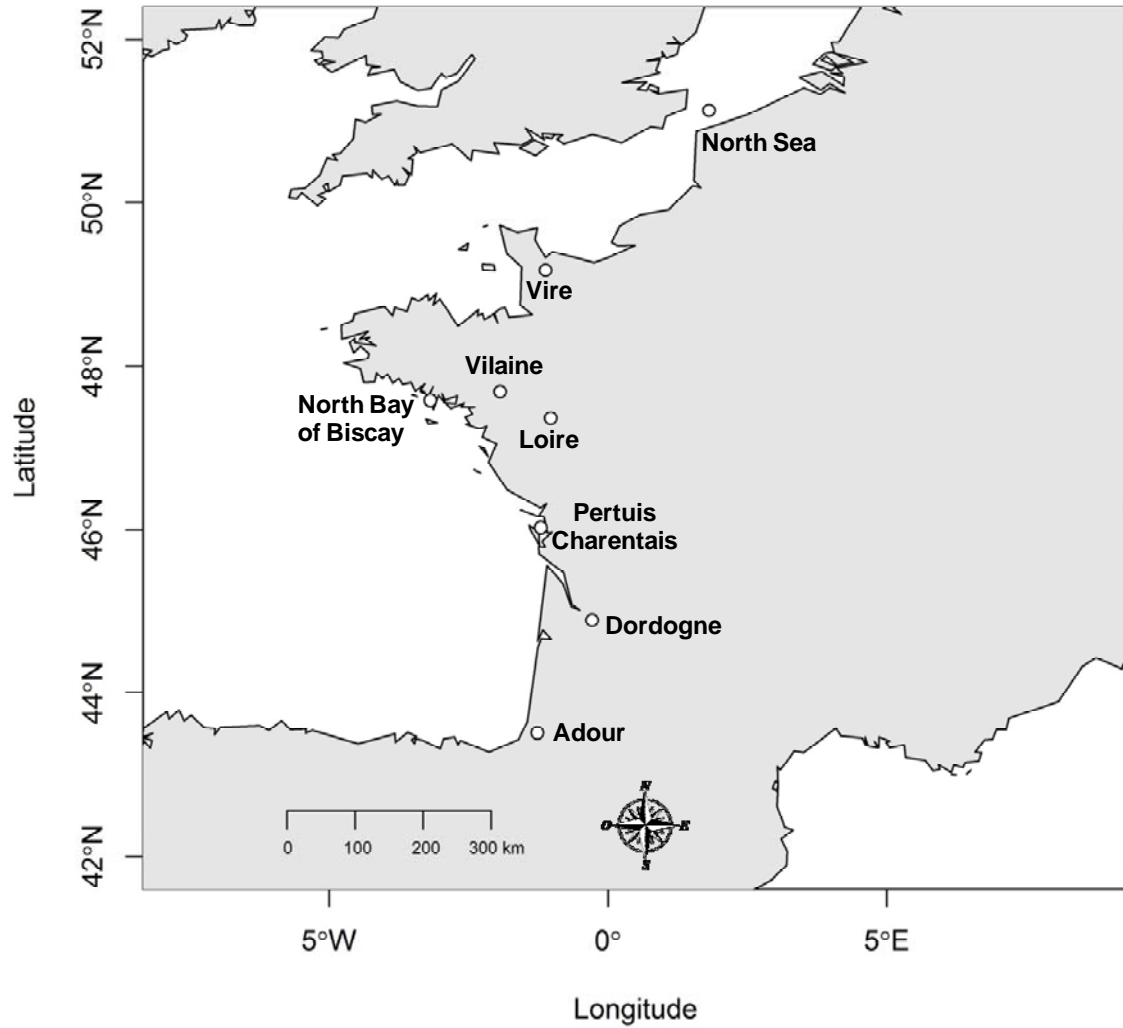 52°N
North Sea
50°N
Vire
48°N
Vilaine
North Bay
of Biscay
Loire
Latitude
46°N
Pertuis
Charentais
Dordogne
44°N
Adour
N
O
E
S
42°N
0
100
200
300 km
5°W
0°
5°E
Longitude